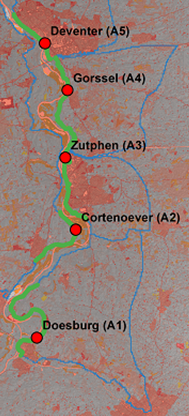 Deventer (A5)
Gorssel (A4)
Zutphen (A3)
Cortenoever (A2)
Doesburg (A1)